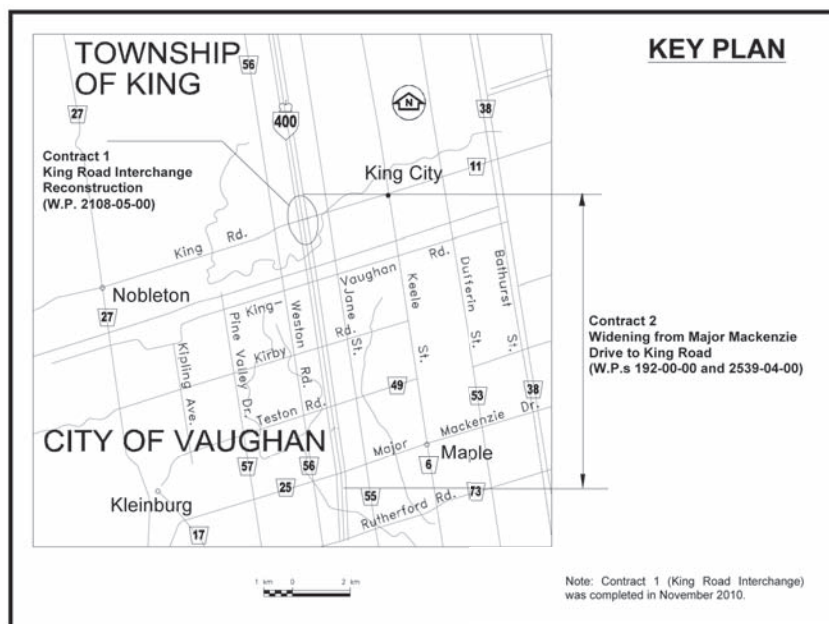 KEY PLAN
TOWNSHIP
OF KING
56
27
400
N
38
Contract 1
King Road Interchange
Reconstruction
(W.P. 2108-05-00)
King City
11
King Rd.
Nobleton
27
King-Vaughan Rd.
Kipling Ave.
Pine Valley Dr.
Weston Rd.
Jane St.
Keele St.
Dufferin St.
Bathurst St.
Kirby Rd.
Contract 2
Widening from Major Mackenzie
Drive to King Road
(W.P.s 192-00-00 and 2539-04-00)
Teston Rd.
49
53
38
CITY OF VAUGHAN
Major Mackenzie Dr.
Maple
57
56
25
6
Kleinburg
55
73
Rutherford Rd.
17
1 km 0 2 km
Note: Contract 1 (King Road Interchange)
was completed in November 2010.